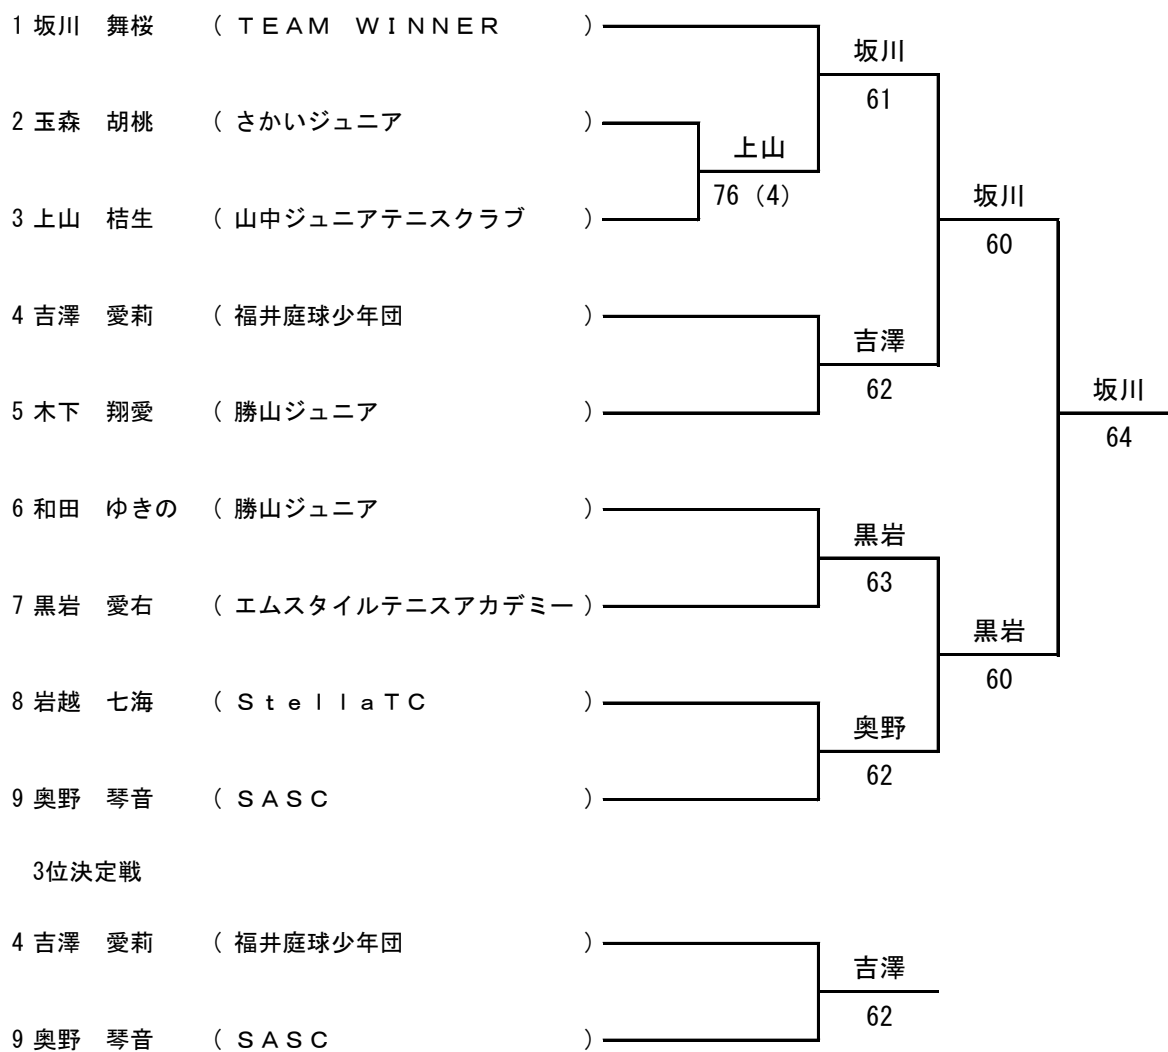 1 坂川　舞桜　（ ＴＥＡＭ　ＷＩＮＮＥＲ ）
坂川
61
2 玉森　胡桃　（ さかいジュニア ）
上山
76（4）
3 上山　桔生　（ 山中ジュニアテニスクラブ ）
坂川
60
4 吉澤　愛莉　（ 福井庭球少年団 ）
吉澤
62
5 木下　翔愛　（ 勝山ジュニア ）
坂川
64
6 和田　ゆきの　（ 勝山ジュニア ）
黒岩
63
7 黒岩　愛右　（ エムスタイルテニスアカデミー ）
黒岩
60
8 岩越　七海　（ ＳｔｅｌｌａＴＣ ）
奥野
62
9 奥野　琴音　（ ＳＡＳＣ ）
3位決定戦
4 吉澤　愛莉　（ 福井庭球少年団 ）
吉澤
62
9 奥野　琴音　（ ＳＡＳＣ ）